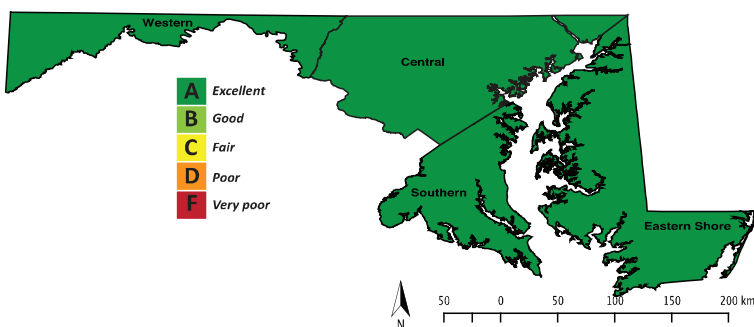 Western
Central
A Excellent
B Good
C Fair
D Poor
F Very poor
Southern
Eastern Shore
N
50 0 50 100 150 200 km